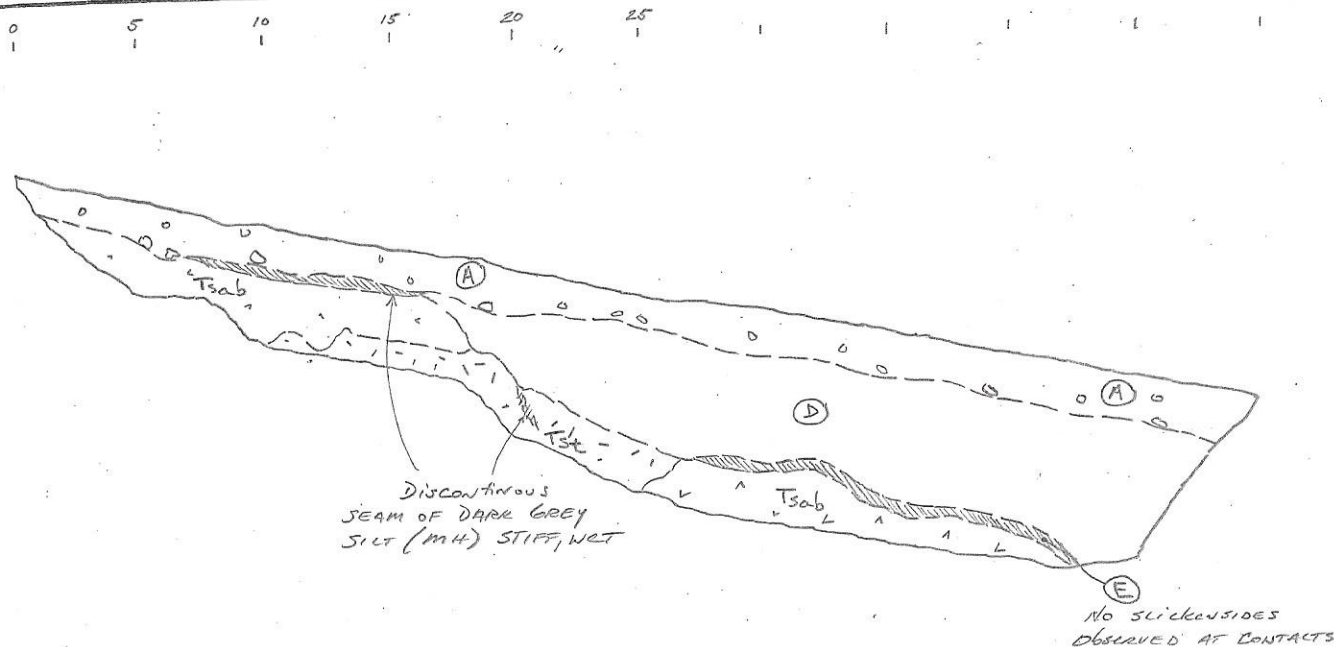 0 5 10 15 20 25
A
Tsab
A
D
Tst
Tsab
DISCONTINOUS
SEAM OF DARK GREY
SILT (MH) STIFF, WET
E
NO SLICKENSIDES
OBSERVED AT CONTACTS